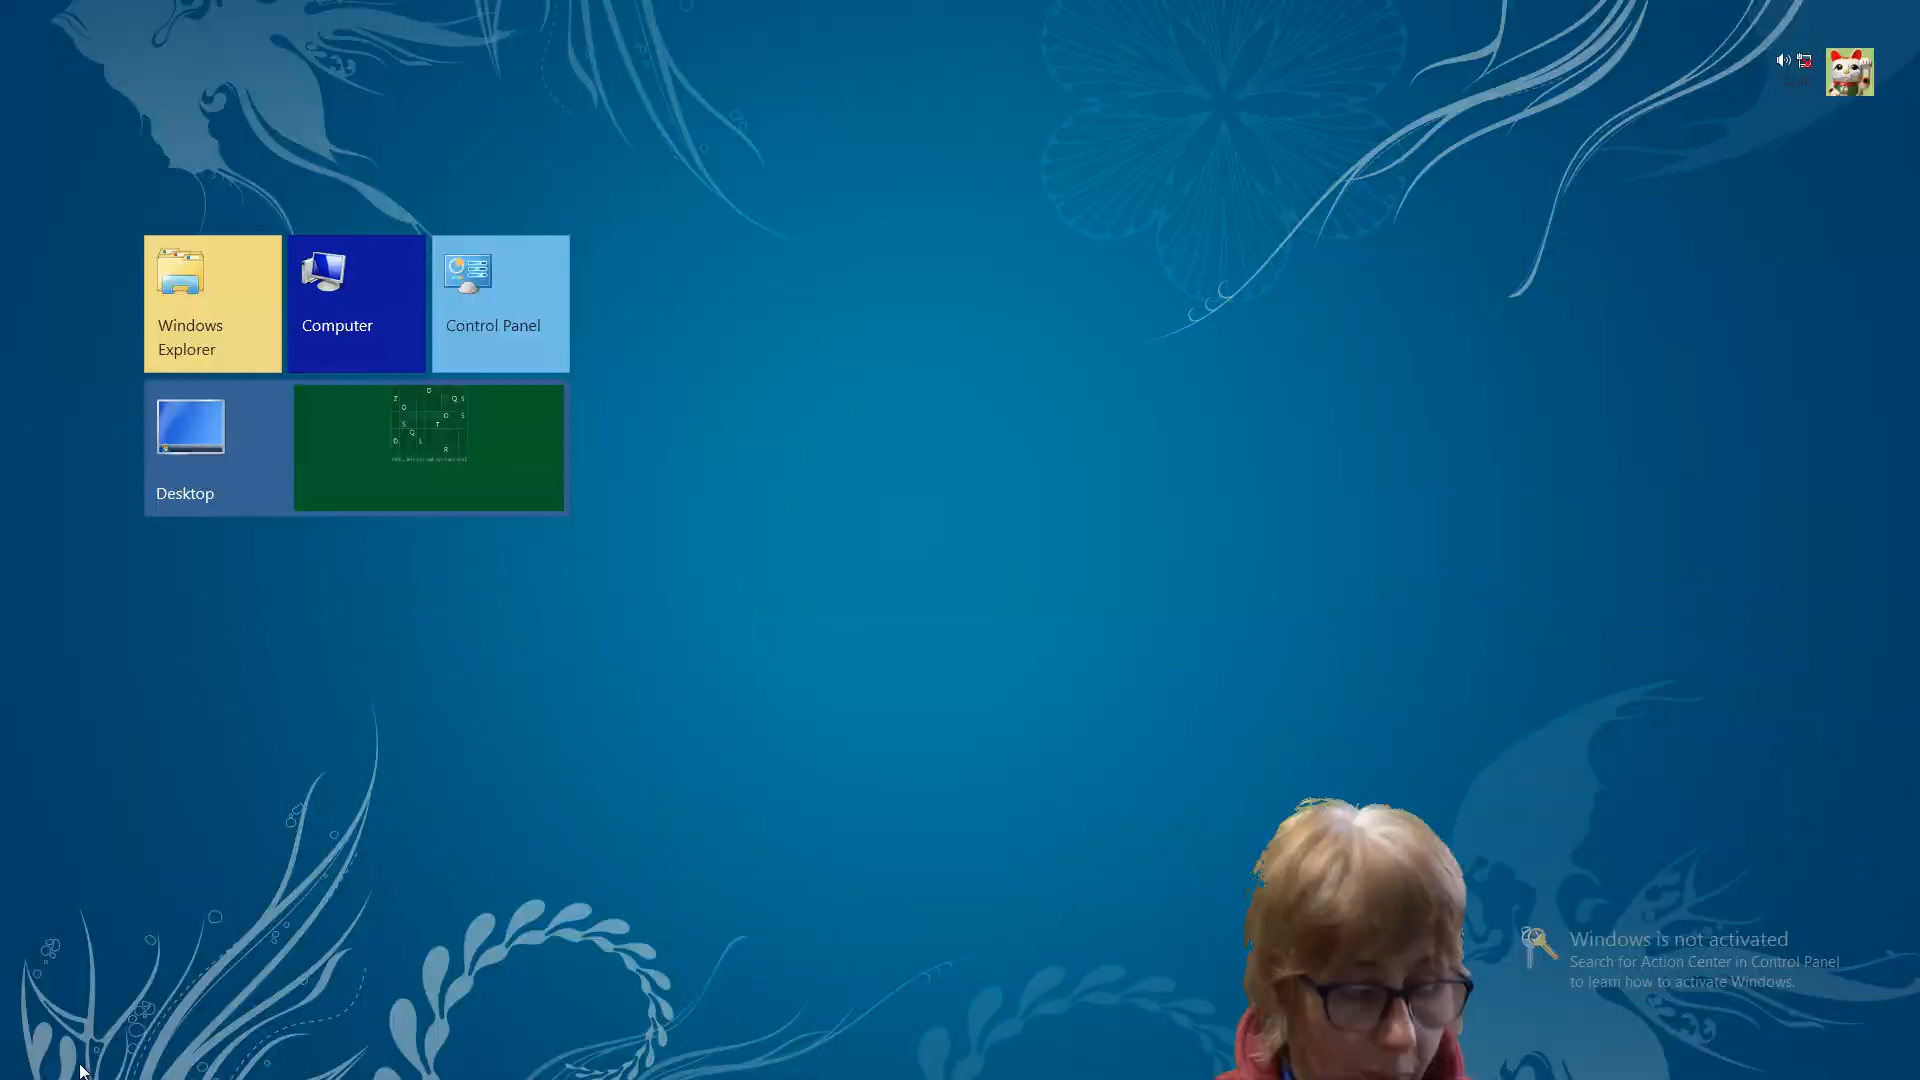 Windows
Explorer
Computer
Control Panel
Desktop
Z D Q S
O
O S
S T
Q
D L
R
Windows is not activated
Search for Action Center in Control Panel
to learn how to activate Windows.